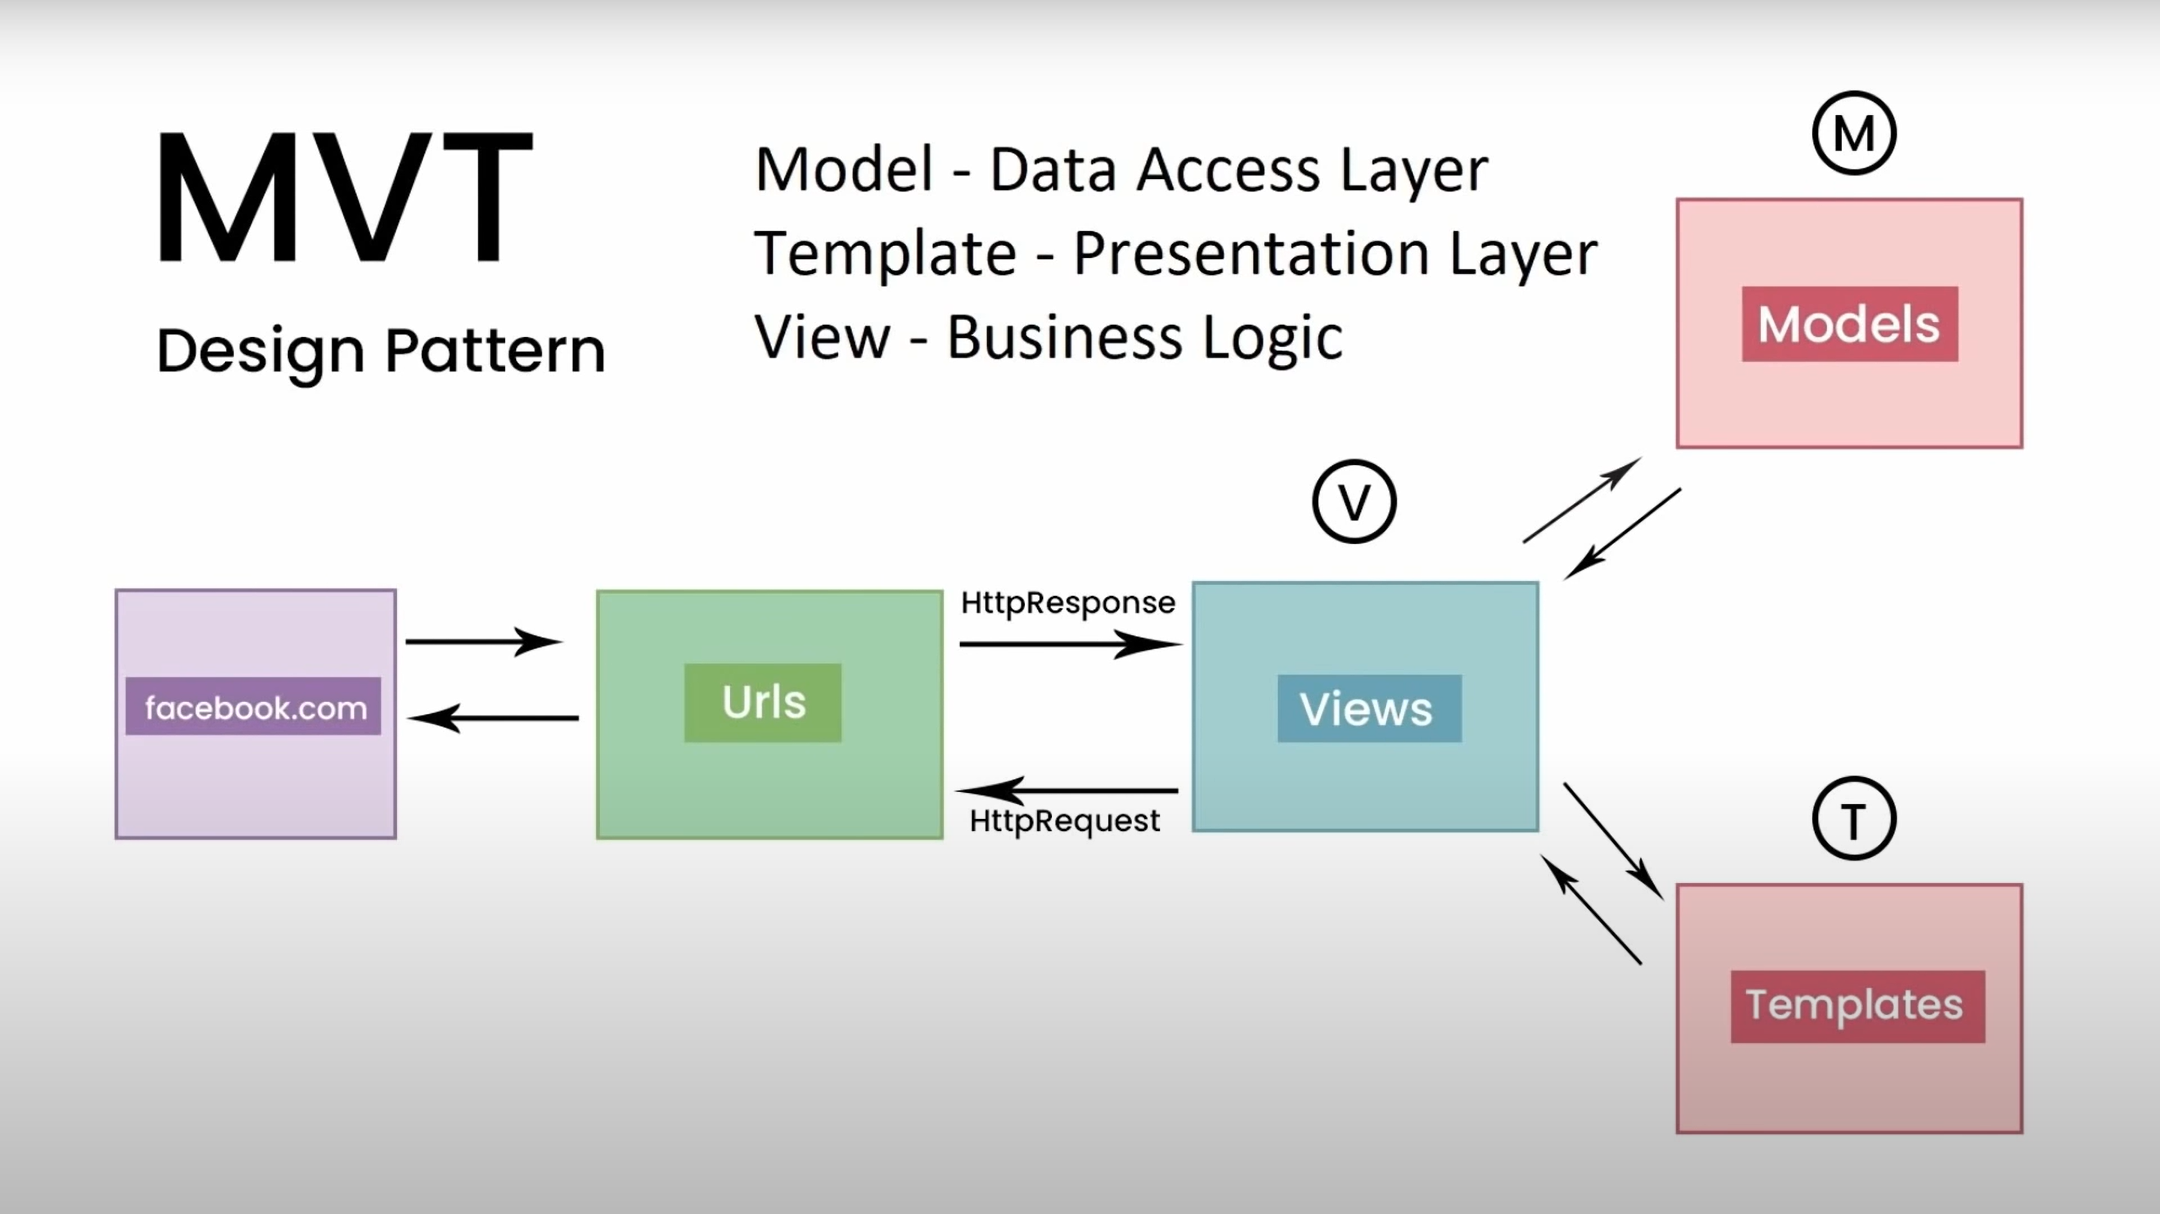 MVT
Design Pattern
Model - Data Access Layer
Template - Presentation Layer
View - Business Logic
M
Models
V
facebook.com
Urls
HttpResponse
HttpRequest
Views
T
Templates